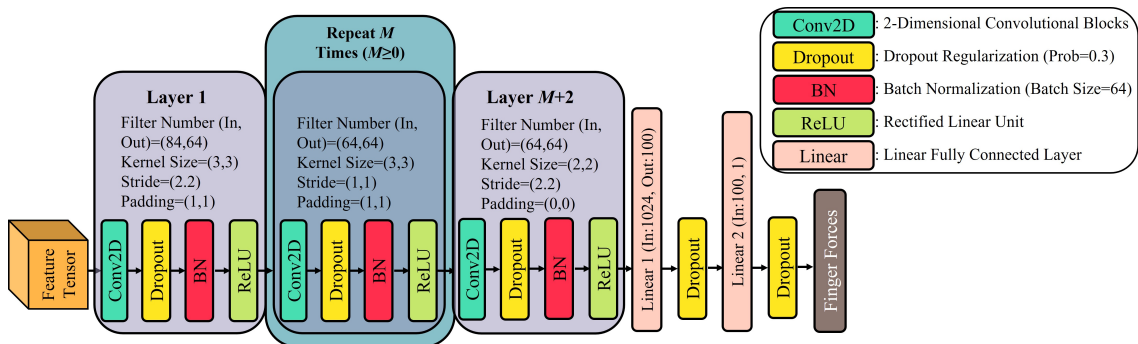 Repeat M
Times (M≥0)
Layer 1
Filter Number (In,
Out)=(84,64)
Kernel Size=(3,3)
Stride=(2.2)
Padding=(1,1)
Filter Number (In,
Out)=(64,64)
Kernel Size=(3,3)
Stride=(1,1)
Padding=(1,1)
Layer M+2
Filter Number (In,
Out)=(64,64)
Kernel Size=(2,2)
Stride=(2.2)
Padding=(0,0)
Feature
Tensor
Conv2D
Dropout
BN
ReLU
Conv2D
Dropout
BN
ReLU
Conv2D
Dropout
BN
ReLU
Linear 1 (In:1024, Out:100)
Dropout
Linear 2 (In:100, 1)
Dropout
Finger Forces
Conv2D : 2-Dimensional Convolutional Blocks
Dropout : Dropout Regularization (Prob=0.3)
BN : Batch Normalization (Batch Size=64)
ReLU : Rectified Linear Unit
Linear : Linear Fully Connected Layer